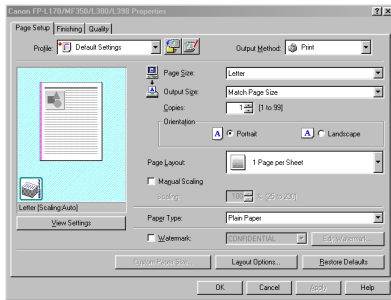 Canon FP-L170/MF350/L380/L398 Properties
Page Setup Finishing Quality
Profile: Default Settings Output Method: Print
Page Size: Letter
Output Size: Match Page Size
Copies: 1 [1 to 99]
Orientation
A Portrait A Landscape
Page Layout: 1 Page per Sheet
Manual Scaling
Scaling: 100 % [25 to 200]
Letter [Scaling:Auto]
View Settings
Paper Type: Plain Paper
Watermark: CONFIDENTIAL Edit Watermark...
Custom Paper Size... Layout Options... Restore Defaults
OK Cancel Apply Help